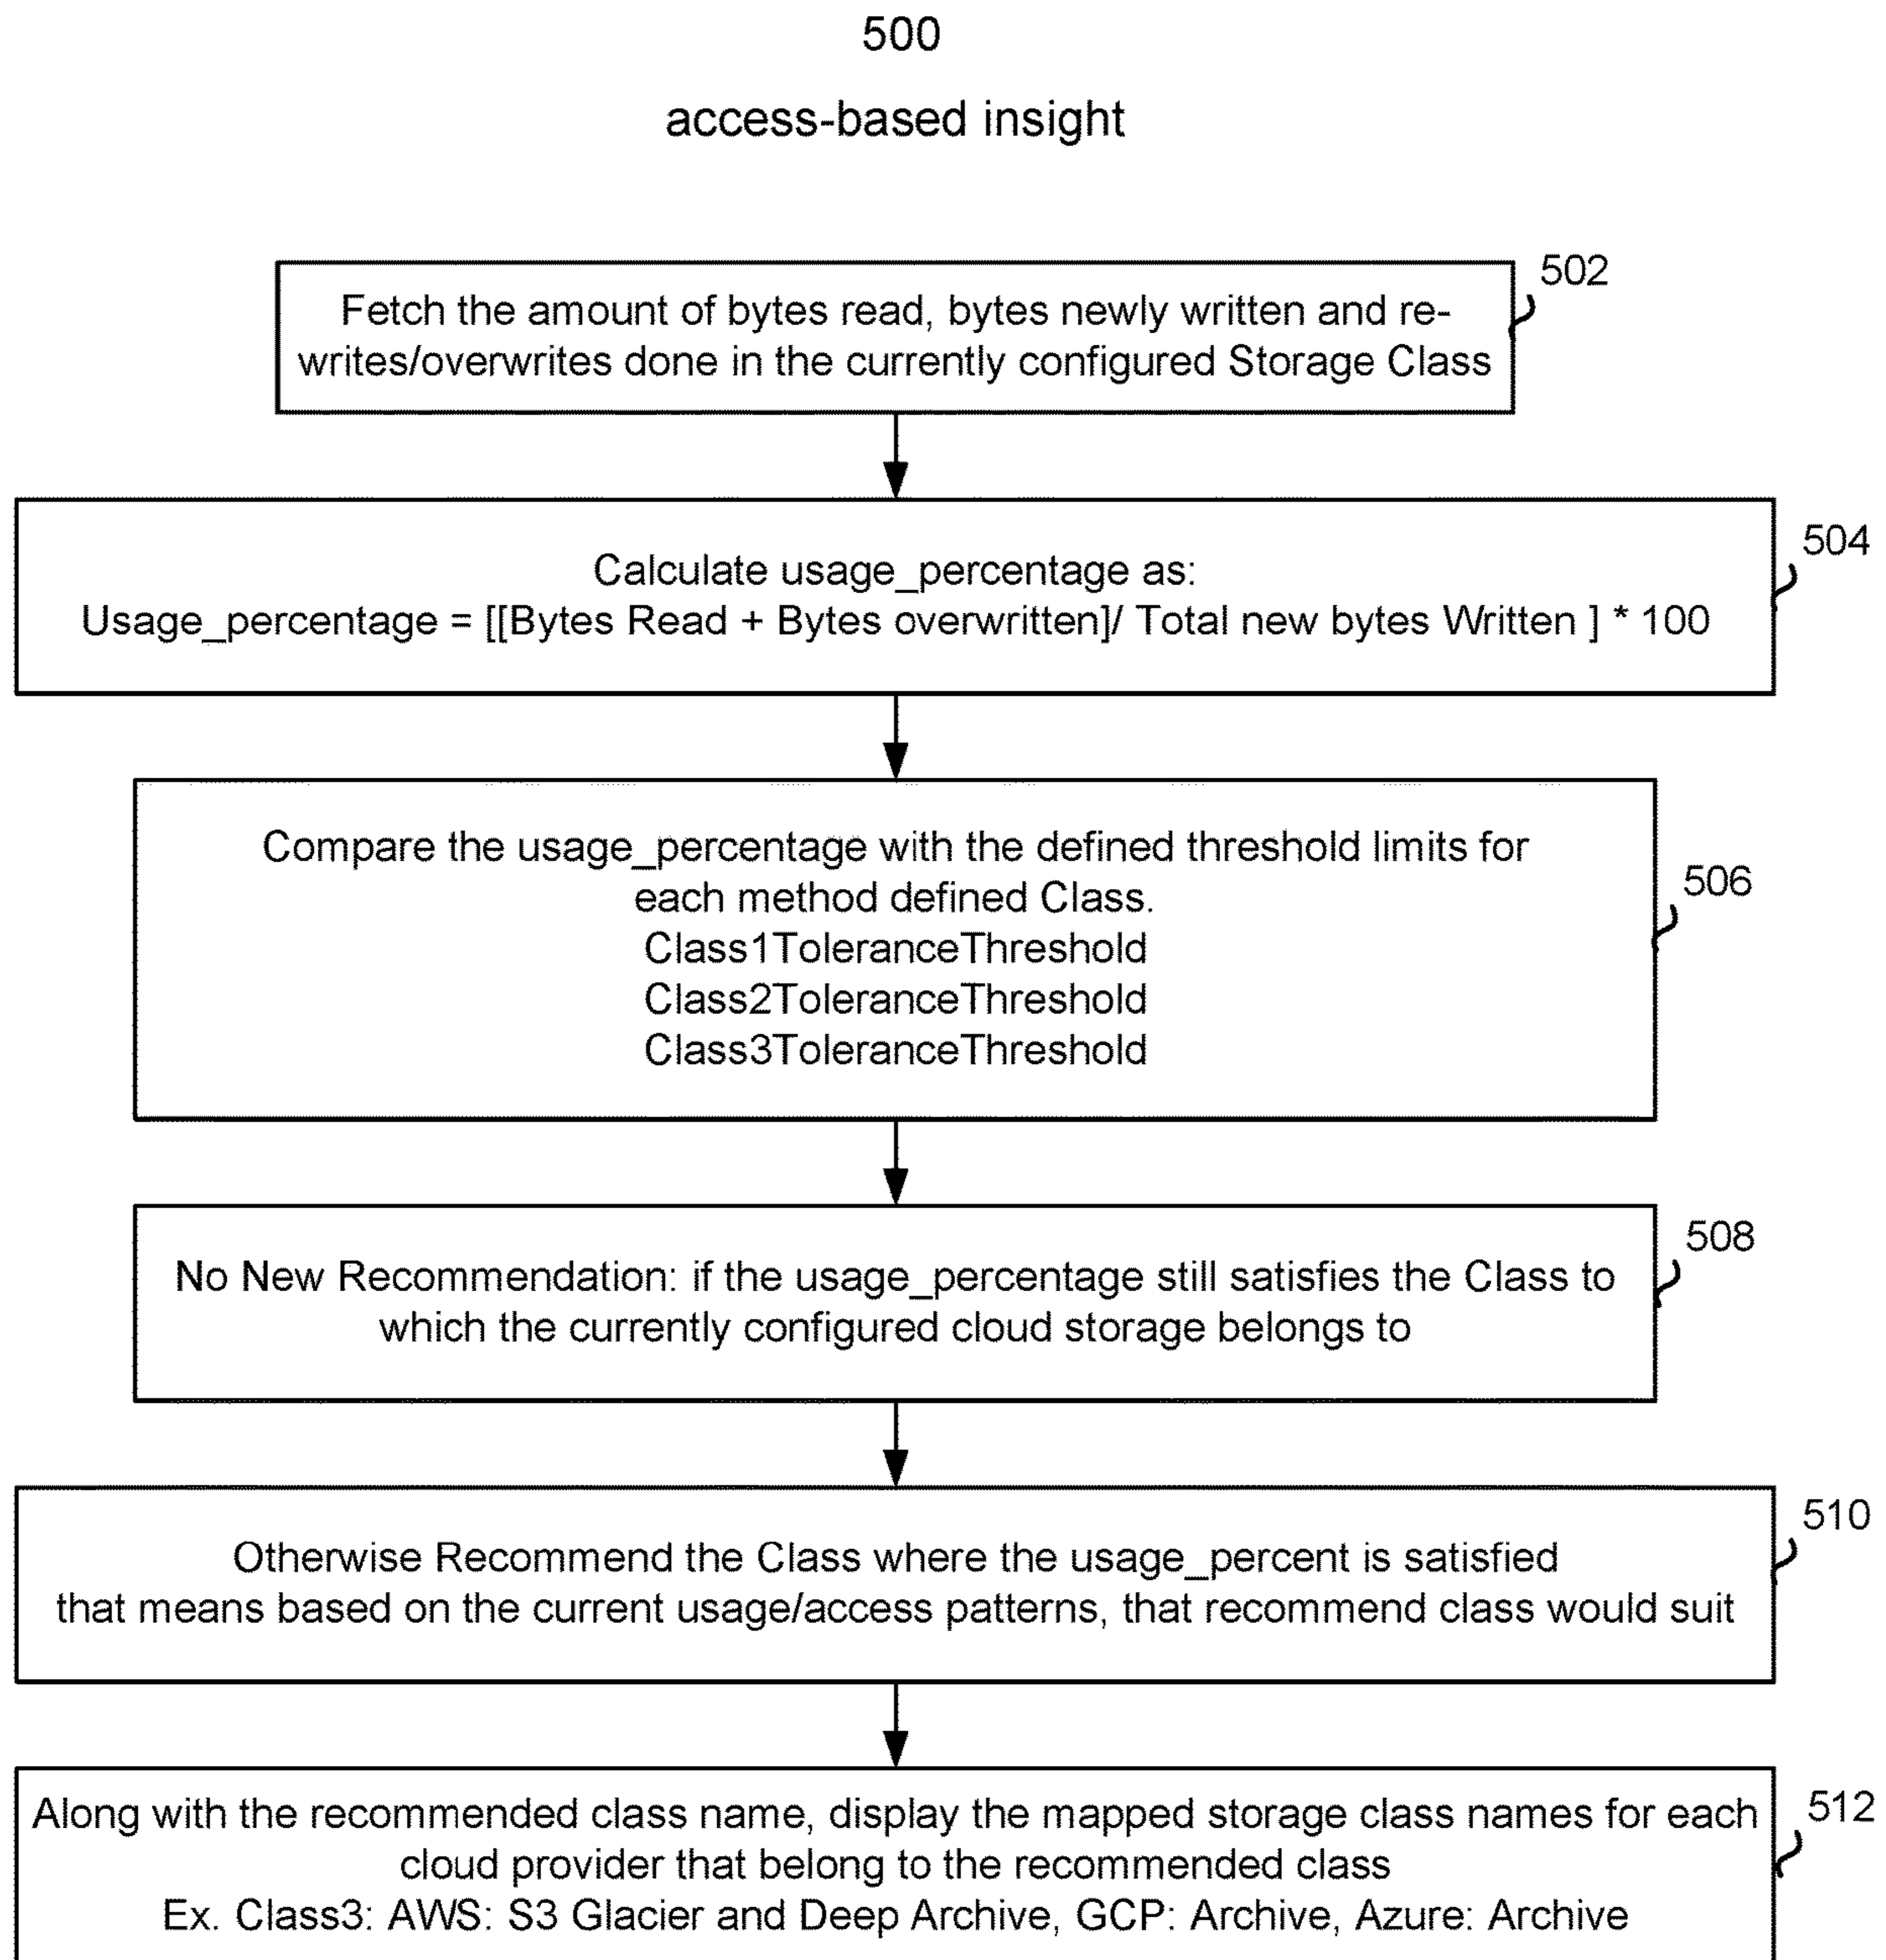 500
access-based insight
502
Fetch the amount of bytes read, bytes newly written and re-
writes/overwrites done in the currently configured Storage Class
504
Calculate usage_percentage as:
Usage_percentage = [[Bytes Read + Bytes overwritten]/ Total new bytes Written ] * 100
Compare the usage_percentage with the defined threshold limits for
each method defined Class.
506
Class1ToleranceThreshold
Class2ToleranceThreshold
Class3ToleranceThreshold
508
No New Recommendation: if the usage_percentage still satisfies the Class to
which the currently configured cloud storage belongs to
510
Otherwise Recommend the Class where the usage_percent is satisfied
that means based on the current usage/access patterns, that recommend class would suit
512
Along with the recommended class name, display the mapped storage class names for each
cloud provider that belong to the recommended class
Ex. Class3: AWS: S3 Glacier and Deep Archive, GCP: Archive, Azure: Archive